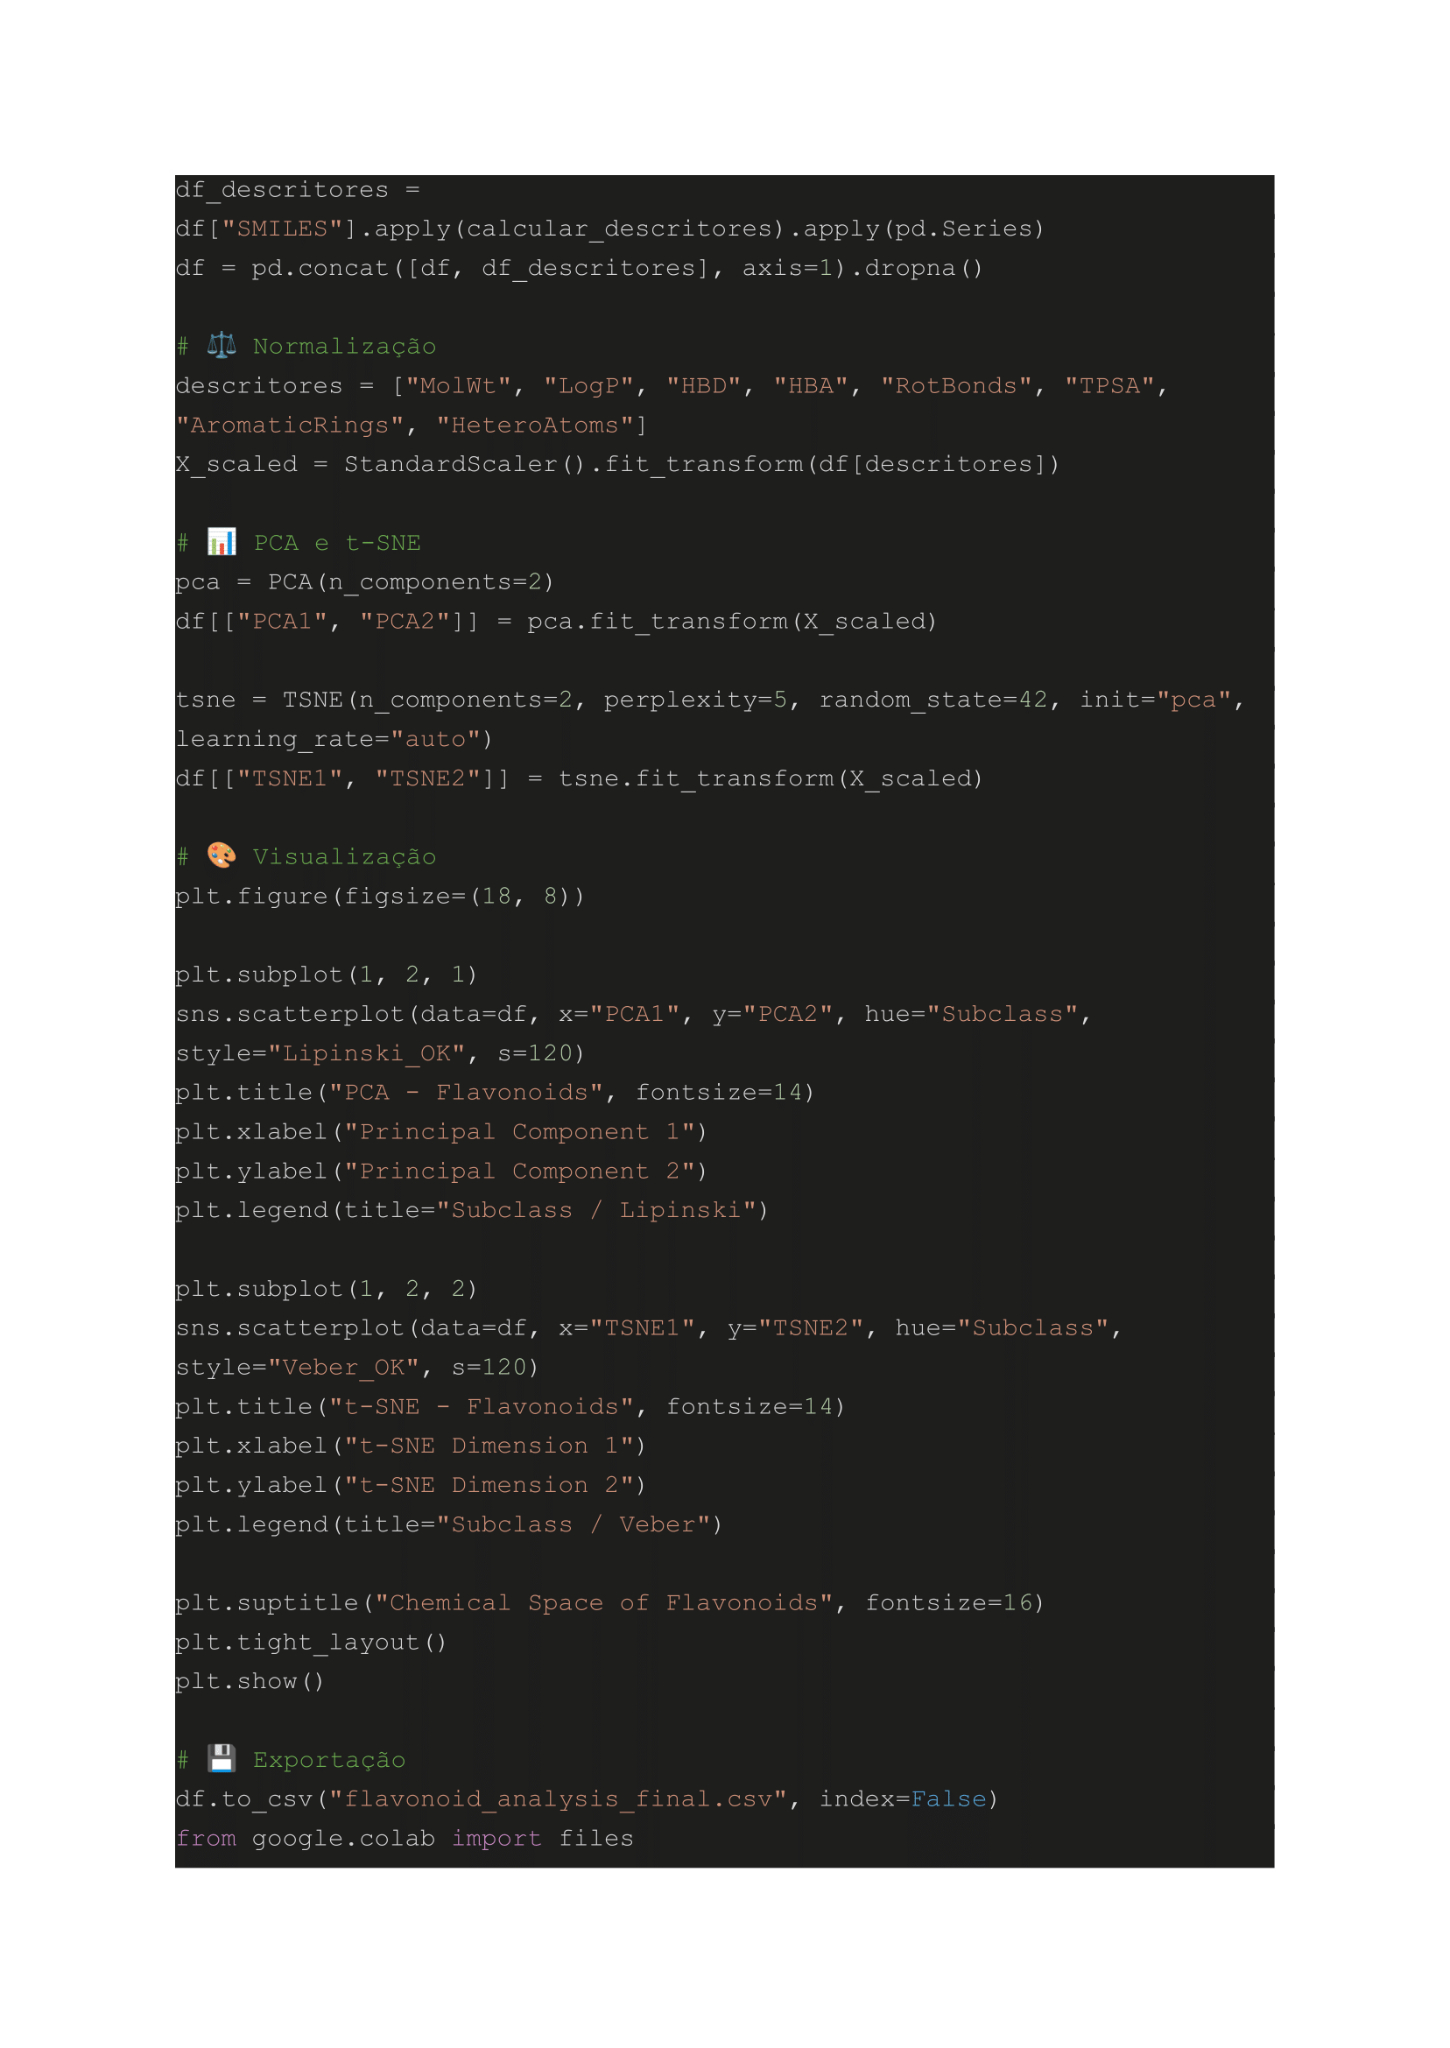 df_descritores =
df["SMILES"].apply(calcular_descritores).apply(pd.Series)
df = pd.concat([df, df_descritores], axis=1).dropna()
# ⚖️ Normalização
descritores = ["MolWt", "LogP", "HBD", "HBA", "RotBonds", "TPSA",
"AromaticRings", "HeteroAtoms"]
X_scaled = StandardScaler().fit_transform(df[descritores])
# 📊 PCA e t-SNE
pca = PCA(n_components=2)
df[["PCA1", "PCA2"]] = pca.fit_transform(X_scaled)
tsne = TSNE(n_components=2, perplexity=5, random_state=42, init="pca",
learning_rate="auto")
df[["TSNE1", "TSNE2"]] = tsne.fit_transform(X_scaled)
# 🎨 Visualização
plt.figure(figsize=(18, 8))
plt.subplot(1, 2, 1)
sns.scatterplot(data=df, x="PCA1", y="PCA2", hue="Subclass",
style="Lipinski_OK", s=120)
plt.title("PCA - Flavonoids", fontsize=14)
plt.xlabel("Principal Component 1")
plt.ylabel("Principal Component 2")
plt.legend(title="Subclass / Lipinski")
plt.subplot(1, 2, 2)
sns.scatterplot(data=df, x="TSNE1", y="TSNE2", hue="Subclass",
style="Veber_OK", s=120)
plt.title("t-SNE - Flavonoids", fontsize=14)
plt.xlabel("t-SNE Dimension 1")
plt.ylabel("t-SNE Dimension 2")
plt.legend(title="Subclass / Veber")
plt.suptitle("Chemical Space of Flavonoids", fontsize=16)
plt.tight_layout()
plt.show()
# 💾 Exportação
df.to_csv("flavonoid_analysis_final.csv", index=False)
from google.colab import files